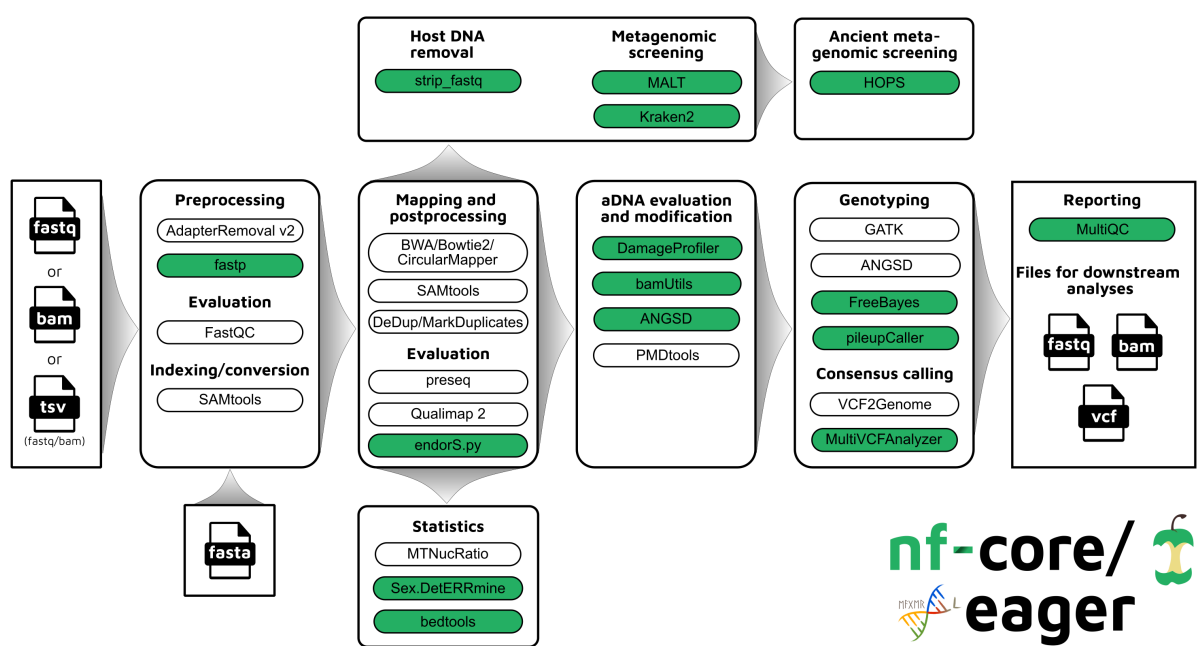 Host DNA
removal
strip_fastq
Metagenomic
screening
MALT
Kraken2
Ancient meta-
genomic screening
HOPS
fastq
or
bam
or
tsv
(fastq/bam)
Preprocessing
AdapterRemoval v2
fastp
Evaluation
FastQC
Indexing/conversion
SAMtools
fasta
Mapping and
postprocessing
BWA/Bowtie2/
CircularMapper
SAMtools
DeDup/MarkDuplicates
Evaluation
preseq
Qualimap 2
endorS.py
Statistics
MTNucRatio
Sex.DetERRmine
bedtools
aDNA evaluation
and modification
DamageProfiler
bamUtils
ANGSD
PMDtools
Genotyping
GATK
ANGSD
FreeBayes
pileupCaller
Consensus calling
VCF2Genome
MultiVCFAnalyzer
Reporting
MultiQC
Files for downstream
analyses
fastq
bam
vcf
nf-core/
eager